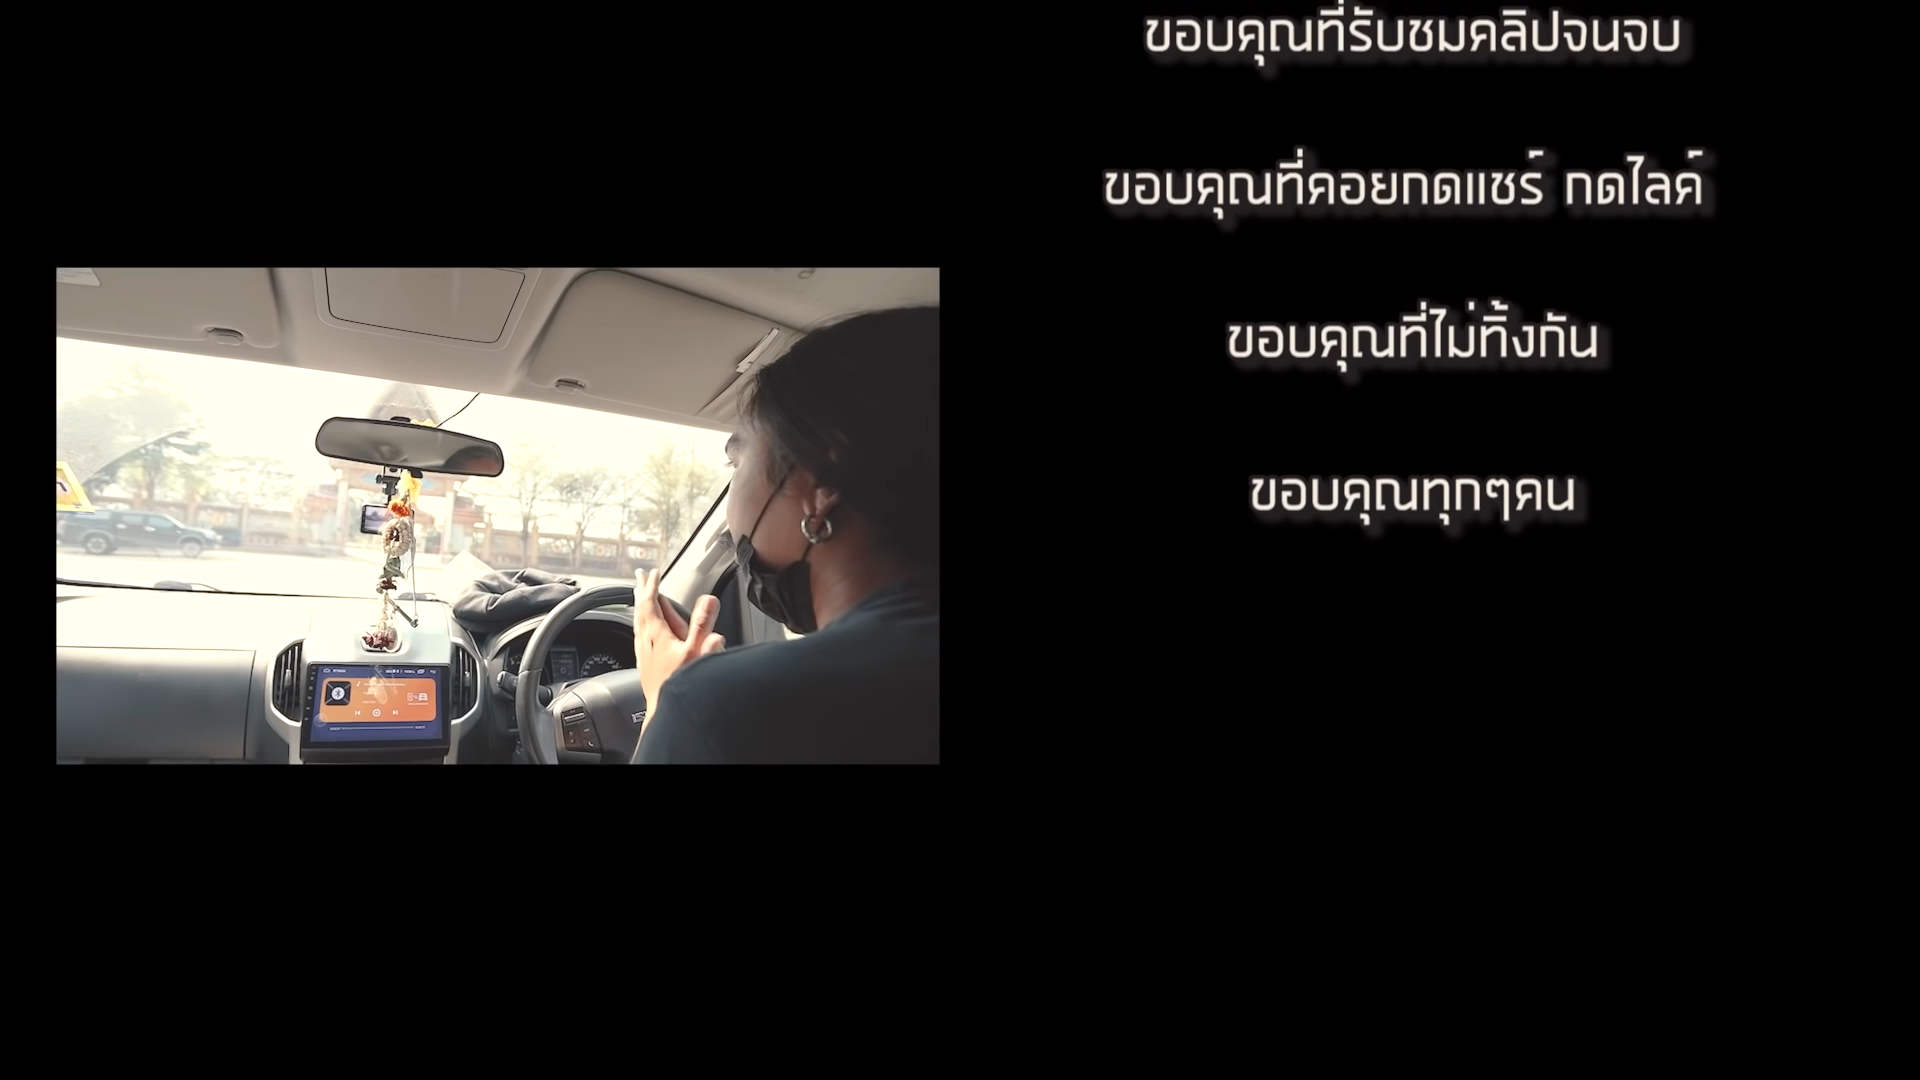 ขอบคุณที่รับชมคลิปจนจบ
ขอบคุณที่คอยกดแชร์ กดไลค์
ขอบคุณที่ไม่ทิ้งกัน
ขอบคุณทุกๆคน